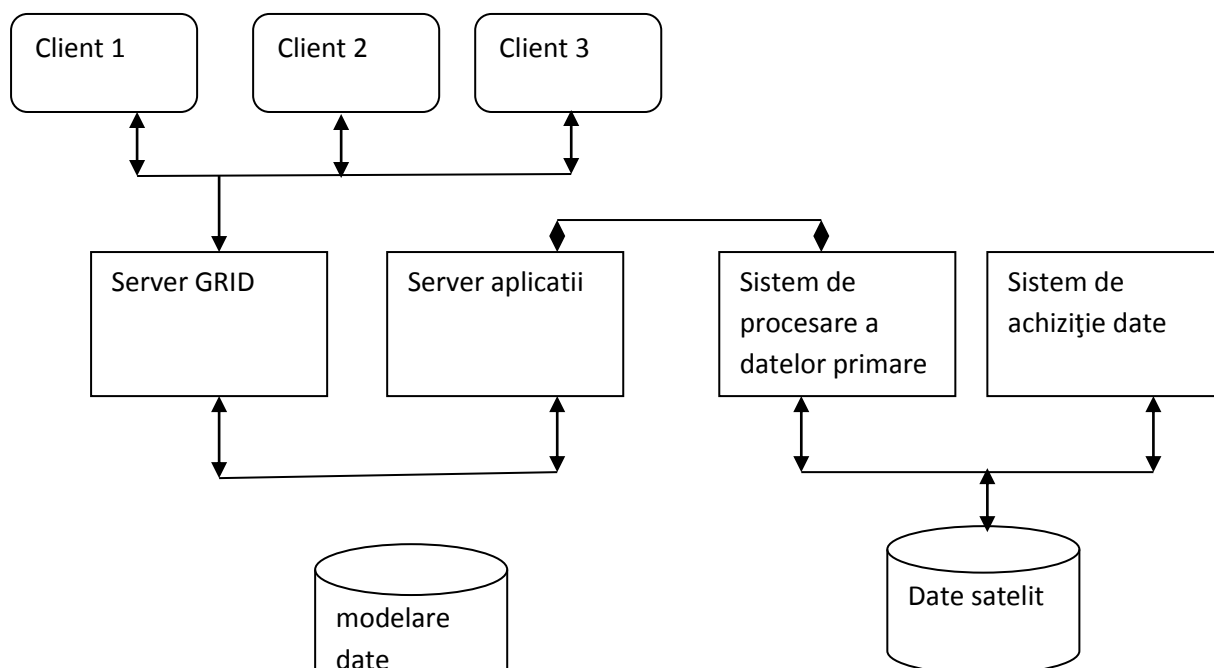 Client 1
Client 2
Client 3
Server GRID
Server aplicatii
Sistem de
procesare a
datelor primare
Sistem de
achiziţie date
modelare
date
Date satelit